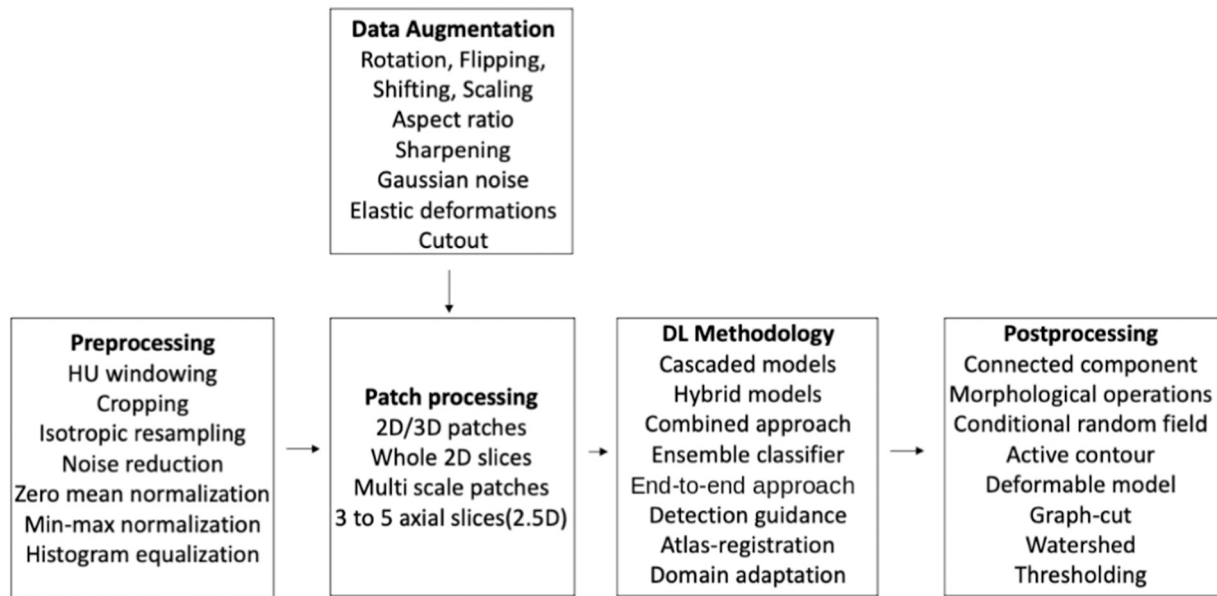 Data Augmentation
Rotation, Flipping,
Shifting, Scaling
Aspect ratio
Sharpening
Gaussian noise
Elastic deformations
Cutout
Preprocessing
HU windowing
Cropping
Isotropic resampling
Noise reduction
Zero mean normalization
Min-max normalization
Histogram equalization
Patch processing
2D/3D patches
Whole 2D slices
Multi scale patches
3 to 5 axial slices(2.5D)
DL Methodology
Cascaded models
Hybrid models
Combined approach
Ensemble classifier
End-to-end approach
Detection guidance
Atlas-registration
Domain adaptation
Postprocessing
Connected component
Morphological operations
Conditional random field
Active contour
Deformable model
Graph-cut
Watershed
Thresholding